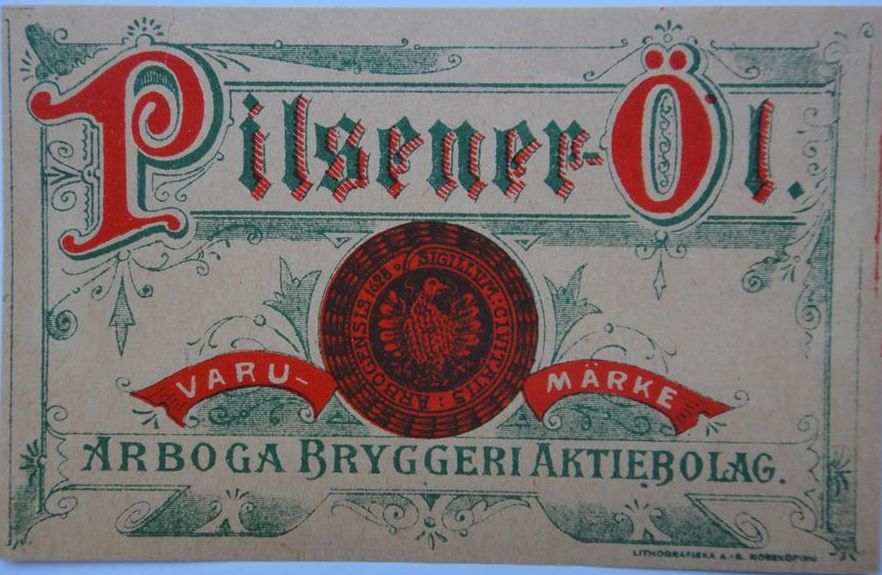 Pilsener-Öl.
SIGILLVM: CIVITATIS: ARBOGENSIS 1628
VARU-MÄRKE
ARBOGA BRYGGERI AKTIEBOLAG.
LITHOGRAFISKA A.-B. NORRKÖPING